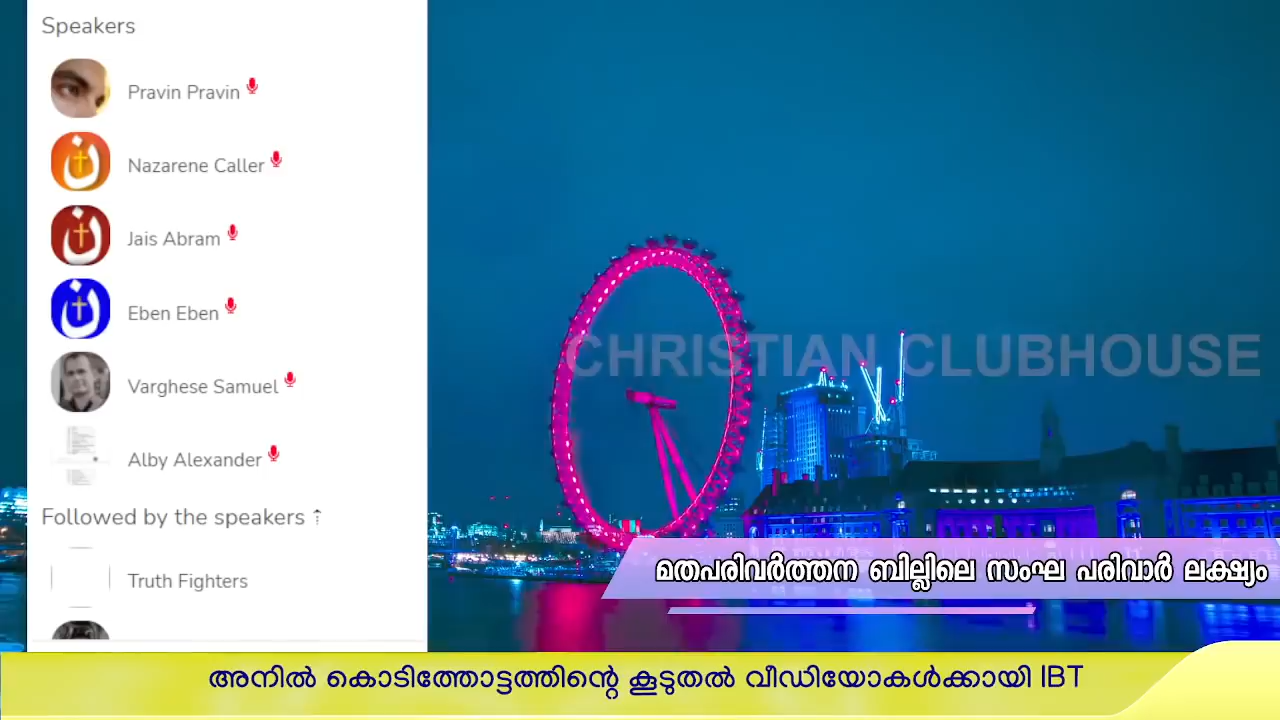 Speakers
Pravin Pravin
Nazarene Caller
Jais Abram
Eben Eben
Varghese Samuel
Alby Alexander
Followed by the speakers ↑
Truth Fighters
CHRISTIAN CLUBHOUSE
മതപരിവർത്തന ബില്ലിലെ സംഘ പരിവാർ ലക്ഷ്യം
അനിൽ കൊടിത്തോട്ടത്തിന്റെ കൂടുതൽ വീഡിയോകൾക്കായി IBT